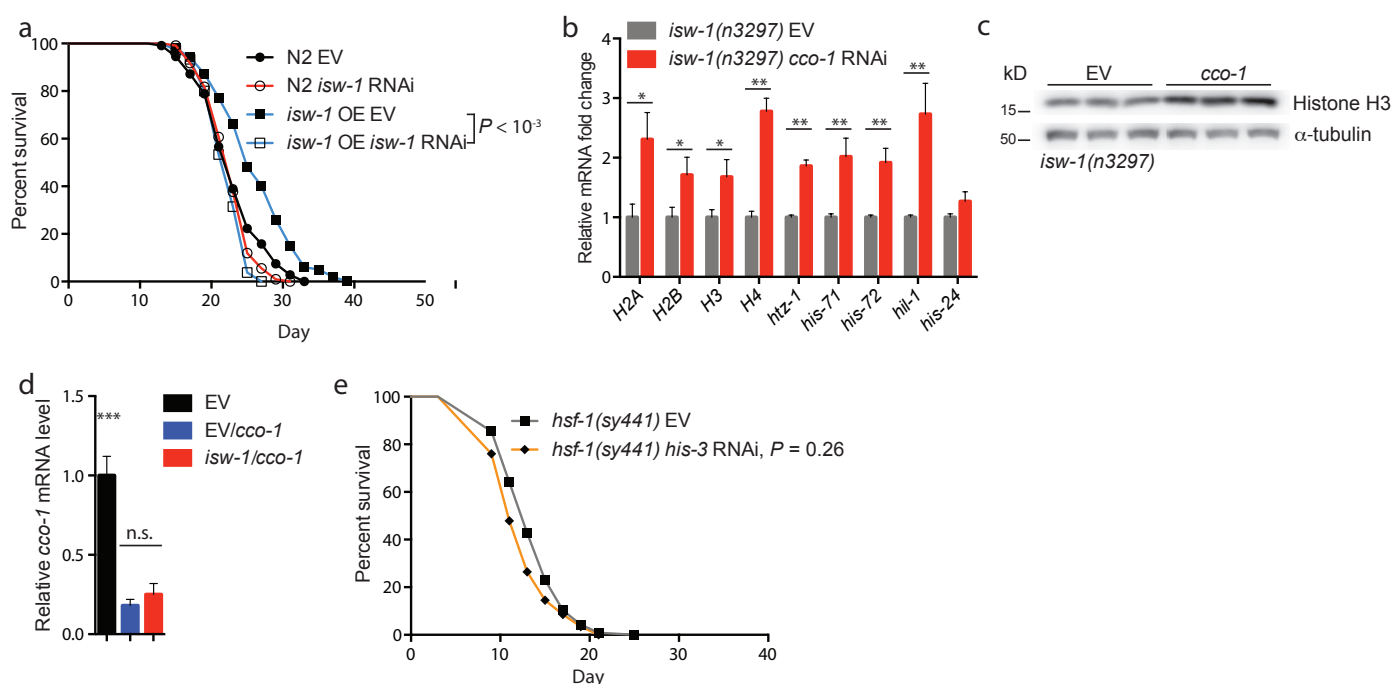 a
Percent survival
100
80
60
40
20
0
0 10 20 30 40 50
Day
N2 EV
N2 isw-1 RNAi
isw-1 OE EV
isw-1 OE isw-1 RNAi
P < 10-3
b
Relative mRNA fold change
4
3
2
1
0
isw-1(n3297) EV
isw-1(n3297) cco-1 RNAi
* * * ** ** ** ** **
H2A H2B H3 H4 htz-1 his-71 his-72 hil-1 his-24
c
kD EV cco-1
15 Histone H3
50 α-tubulin
isw-1(n3297)
d
Relative cco-1 mRNA level
1.5
1.0
0.5
0.0
***
n.s.
EV
EV/cco-1
isw-1/cco-1
e
Percent survival
100
80
60
40
20
0
0 10 20 30 40
Day
hsf-1(sy441) EV
hsf-1(sy441) his-3 RNAi, P = 0.26